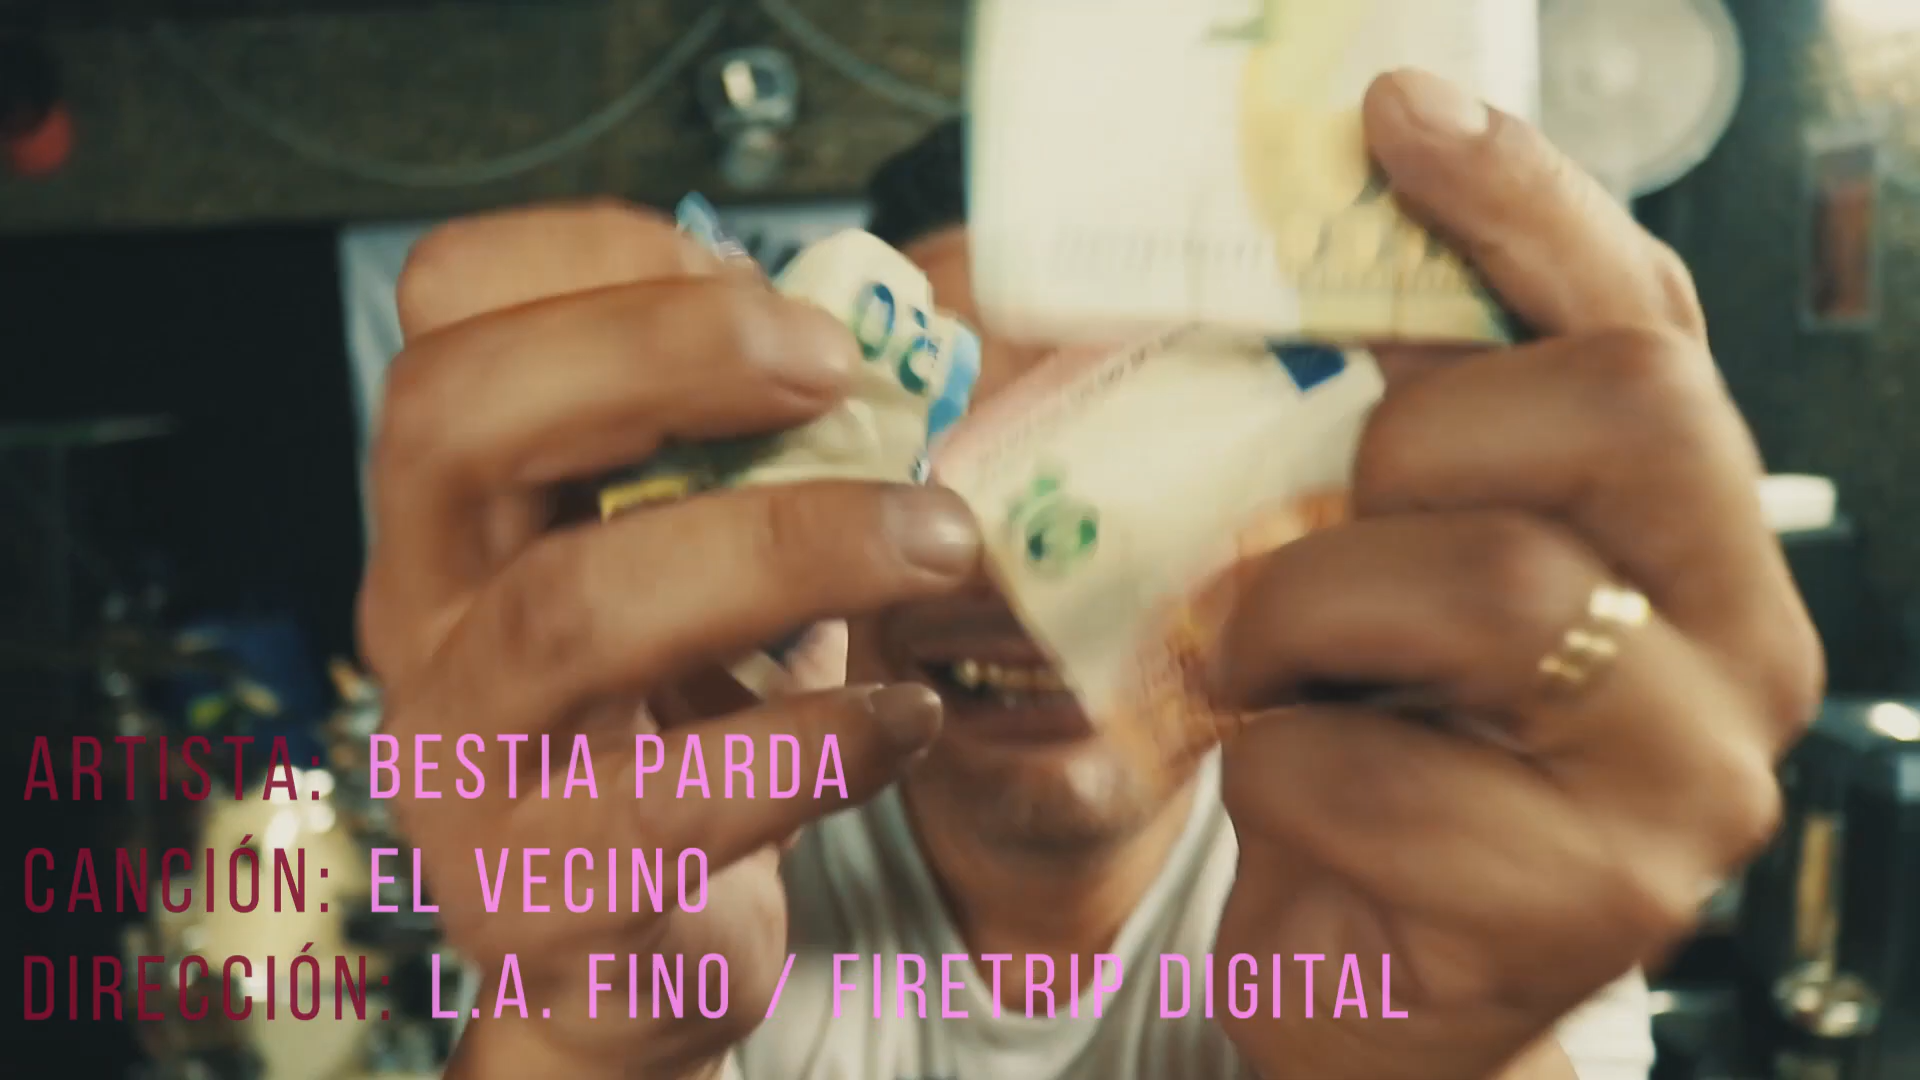 ARTISTA: BESTIA PARDA
CANCIÓN: EL VECINO
DIRECCIÓN: L.A. FINO / FIRETRIP DIGITAL